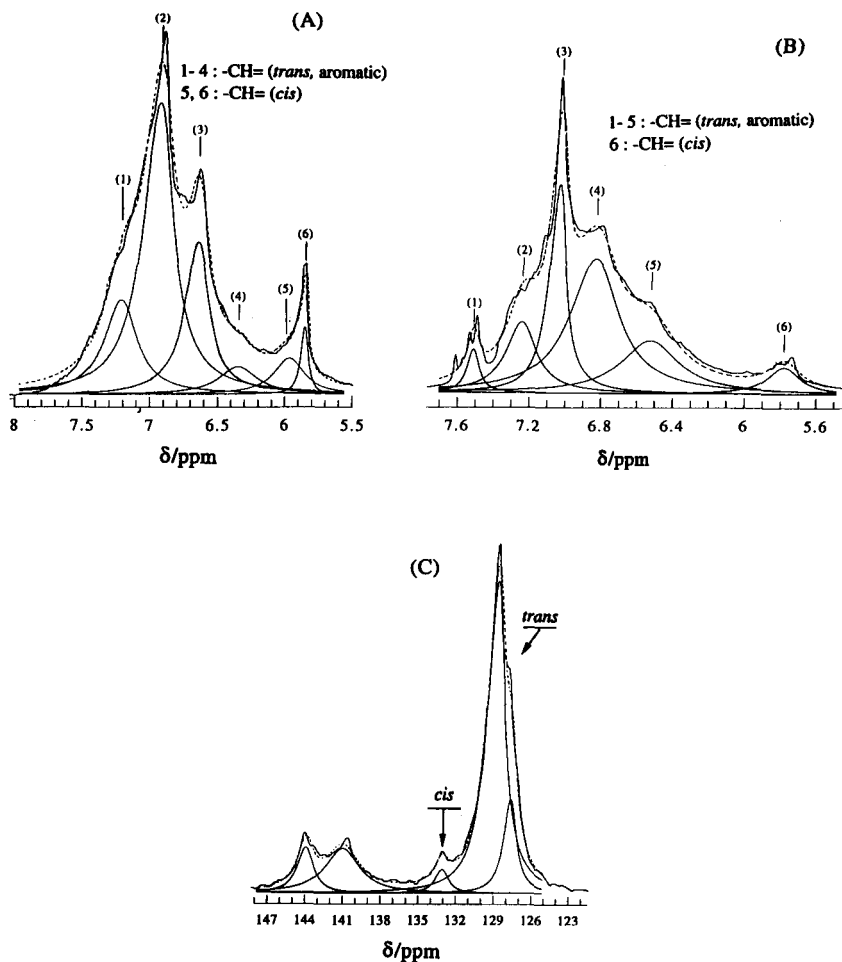 (A)
(2)
1- 4 : -CH= (trans, aromatic)
5, 6 : -CH= (cis)
(3)
(1)
(4)
(5)
(6)
8 7.5 7 6.5 6 5.5
δ/ppm
(B)
(3)
1- 5 : -CH= (trans, aromatic)
6 : -CH= (cis)
(4)
(2)
(5)
(1)
(6)
7.6 7.2 6.8 6.4 6 5.6
δ/ppm
(C)
trans
cis
147 144 141 138 135 132 129 126 123
δ/ppm